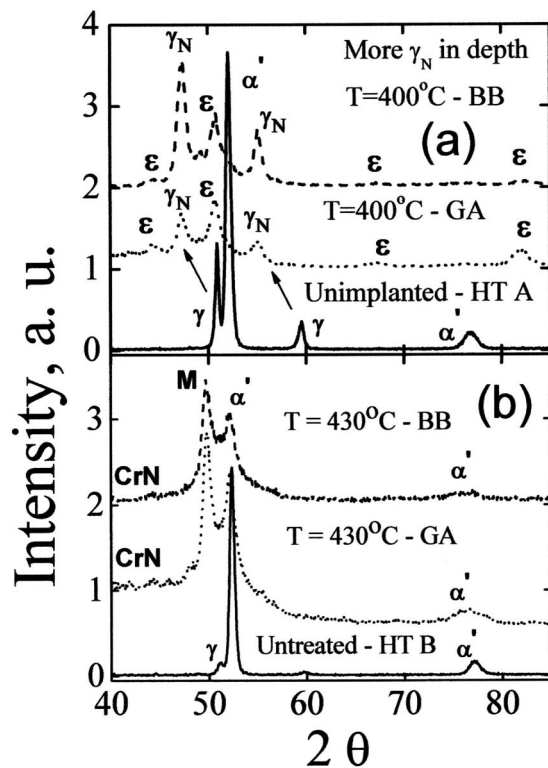 Intensity, a. u.
4
3
2
1
0
γN
ε
α'
More γN in depth
T=400°C - BB
ε
γN
(a)
ε
ε
ε
γN
ε
T=400°C - GA
γN
ε
ε
γ
Unimplanted - HT A
γ
α'
M
α'
(b)
3
2
1
0
T = 430°C - BB
α'
CrN
T = 430°C - GA
CrN
α'
Untreated - HT B
γ
α'
40 50 60 70 80
2 θ